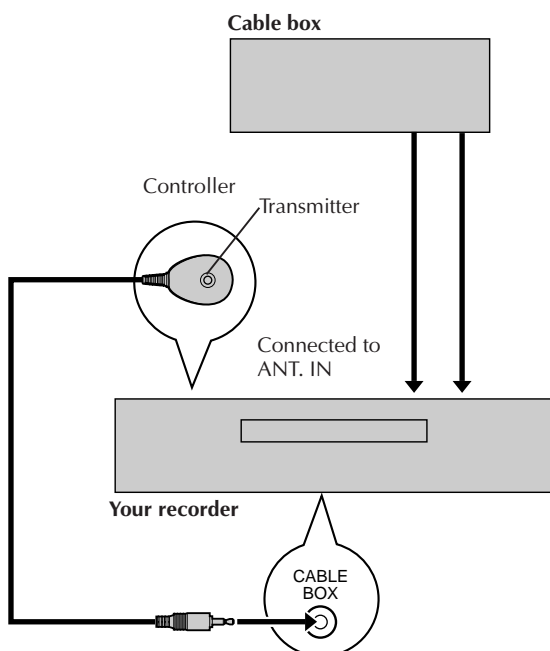 Cable box
Controller
Transmitter
Connected to
ANT. IN
Your recorder
CABLE
BOX